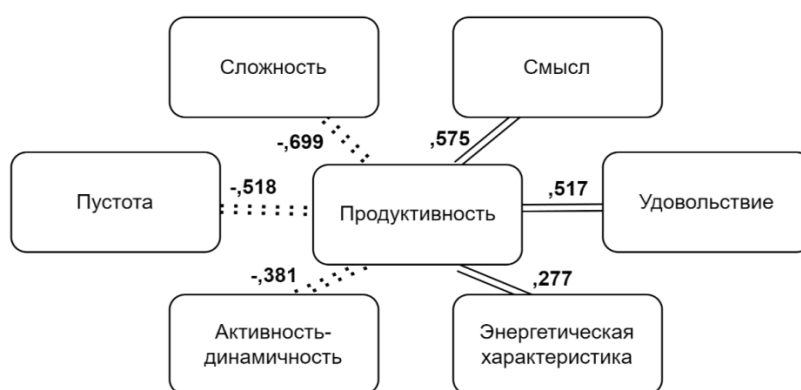 Сложность
Смысл
-,699
,575
Пустота
-,518
Продуктивность
,517
Удовольствие
-,381
,277
Активность-
динамичность
Энергетическая
характеристика